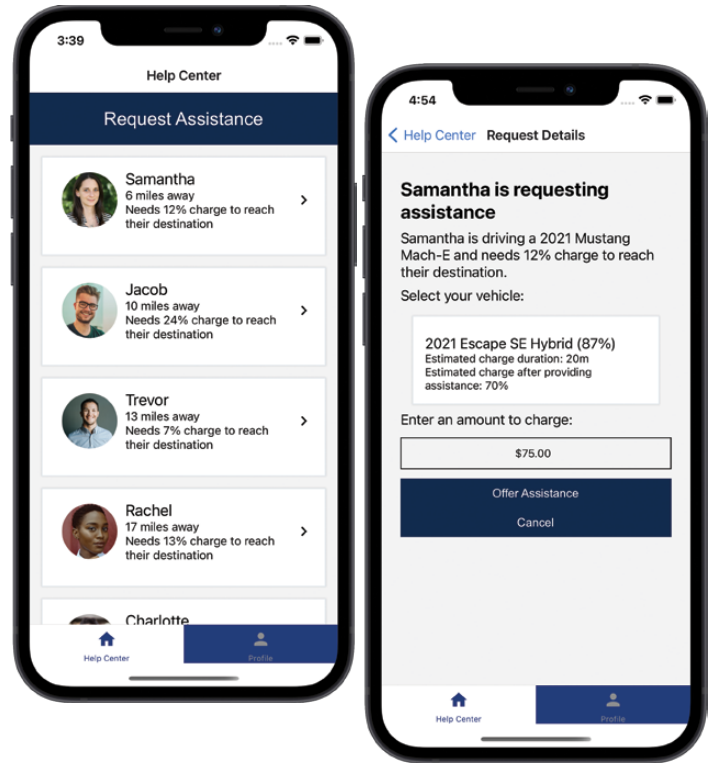 3:39
Help Center
Request Assistance
Samantha
6 miles away
Needs 12% charge to reach
their destination
Jacob
10 miles away
Needs 24% charge to reach
their destination
Trevor
13 miles away
Needs 7% charge to reach
their destination
Rachel
17 miles away
Needs 13% charge to reach
their destination
Charlotte
Help Center
Profile
4:54
Help Center Request Details
Samantha is requesting
assistance
Samantha is driving a 2021 Mustang
Mach-E and needs 12% charge to reach
their destination.
Select your vehicle:
2021 Escape SE Hybrid (87%)
Estimated charge duration: 20m
Estimated charge after providing
assistance: 70%
Enter an amount to charge:
$75.00
Offer Assistance
Cancel
Help Center
Profile